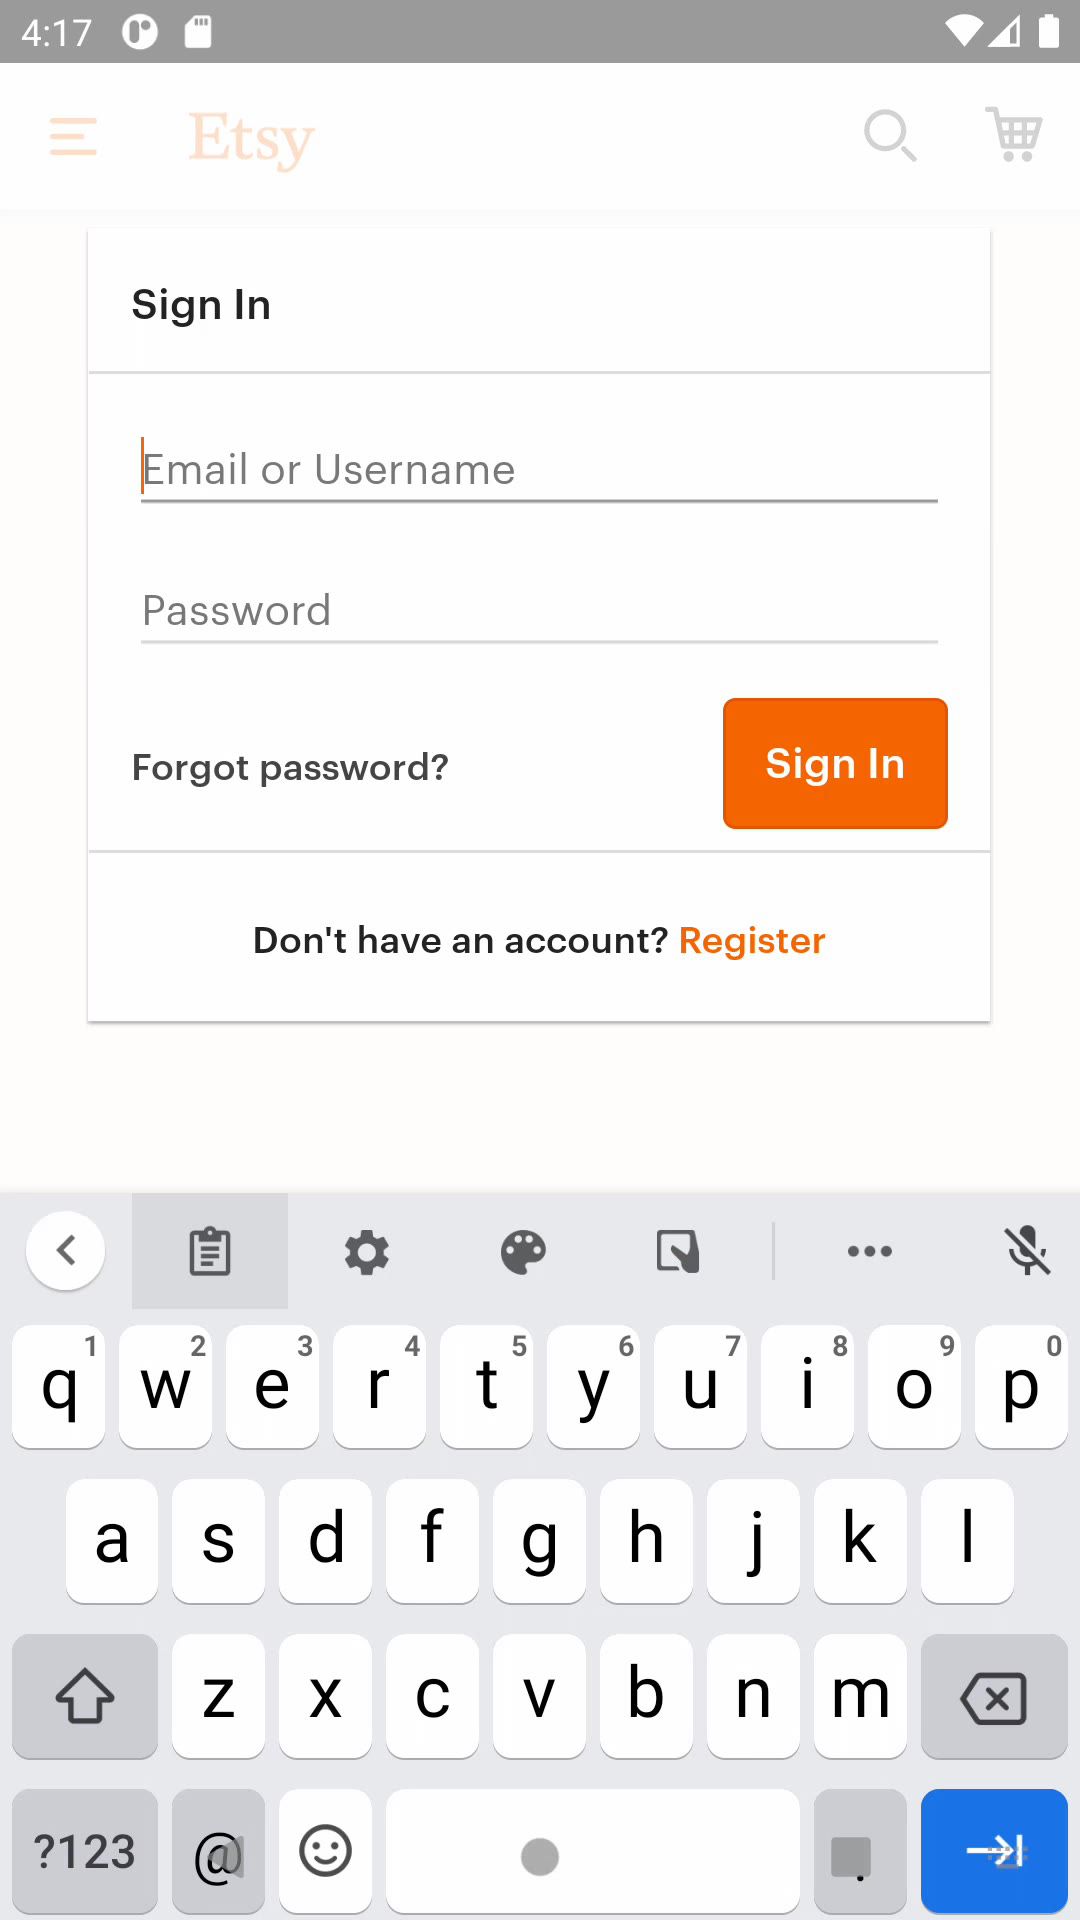 4:17
Etsy
Sign In
Email or Username
Password
Forgot password?
Sign In
Don't have an account? Register
1 2 3 4 5 6 7 8 9 0
q w e r t y u i o p
a s d f g h j k l
z x c v b n m
?123 @ .